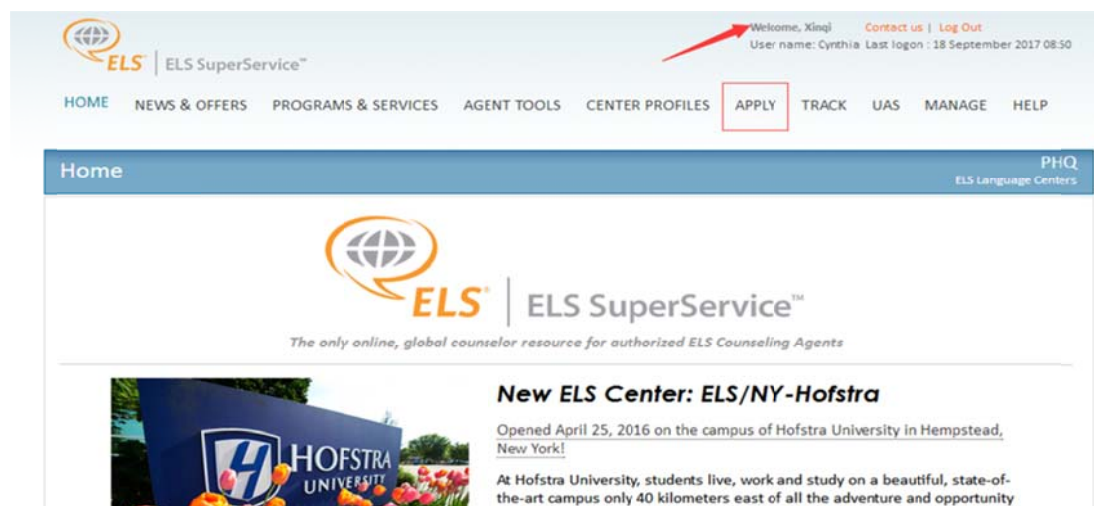 ELS | ELS SuperService™
Welcome, Xinqi Contact us | Log Out
User name: Cynthia Last logon : 18 September 2017 08:50
HOME NEWS & OFFERS PROGRAMS & SERVICES AGENT TOOLS CENTER PROFILES APPLY TRACK UAS MANAGE HELP
Home
PHQ
ELS Language Centers
ELS® | ELS SuperService™
The only online, global counselor resource for authorized ELS Counseling Agents
New ELS Center: ELS/NY-Hofstra
Opened April 25, 2016 on the campus of Hofstra University in Hempstead,
New York!
At Hofstra University, students live, work and study on a beautiful, state-of-
the-art campus only 40 kilometers east of all the adventure and opportunity
H HOFSTRA
UNIVERSITY